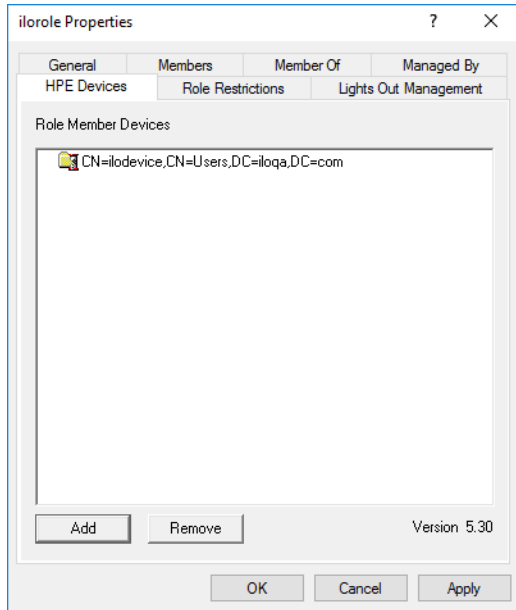 ilorole Properties ? X
General Members Member Of Managed By
HPE Devices Role Restrictions Lights Out Management
Role Member Devices
CN=ilodevice,CN=Users,DC=iloqa,DC=com
Add Remove Version 5.30
OK Cancel Apply